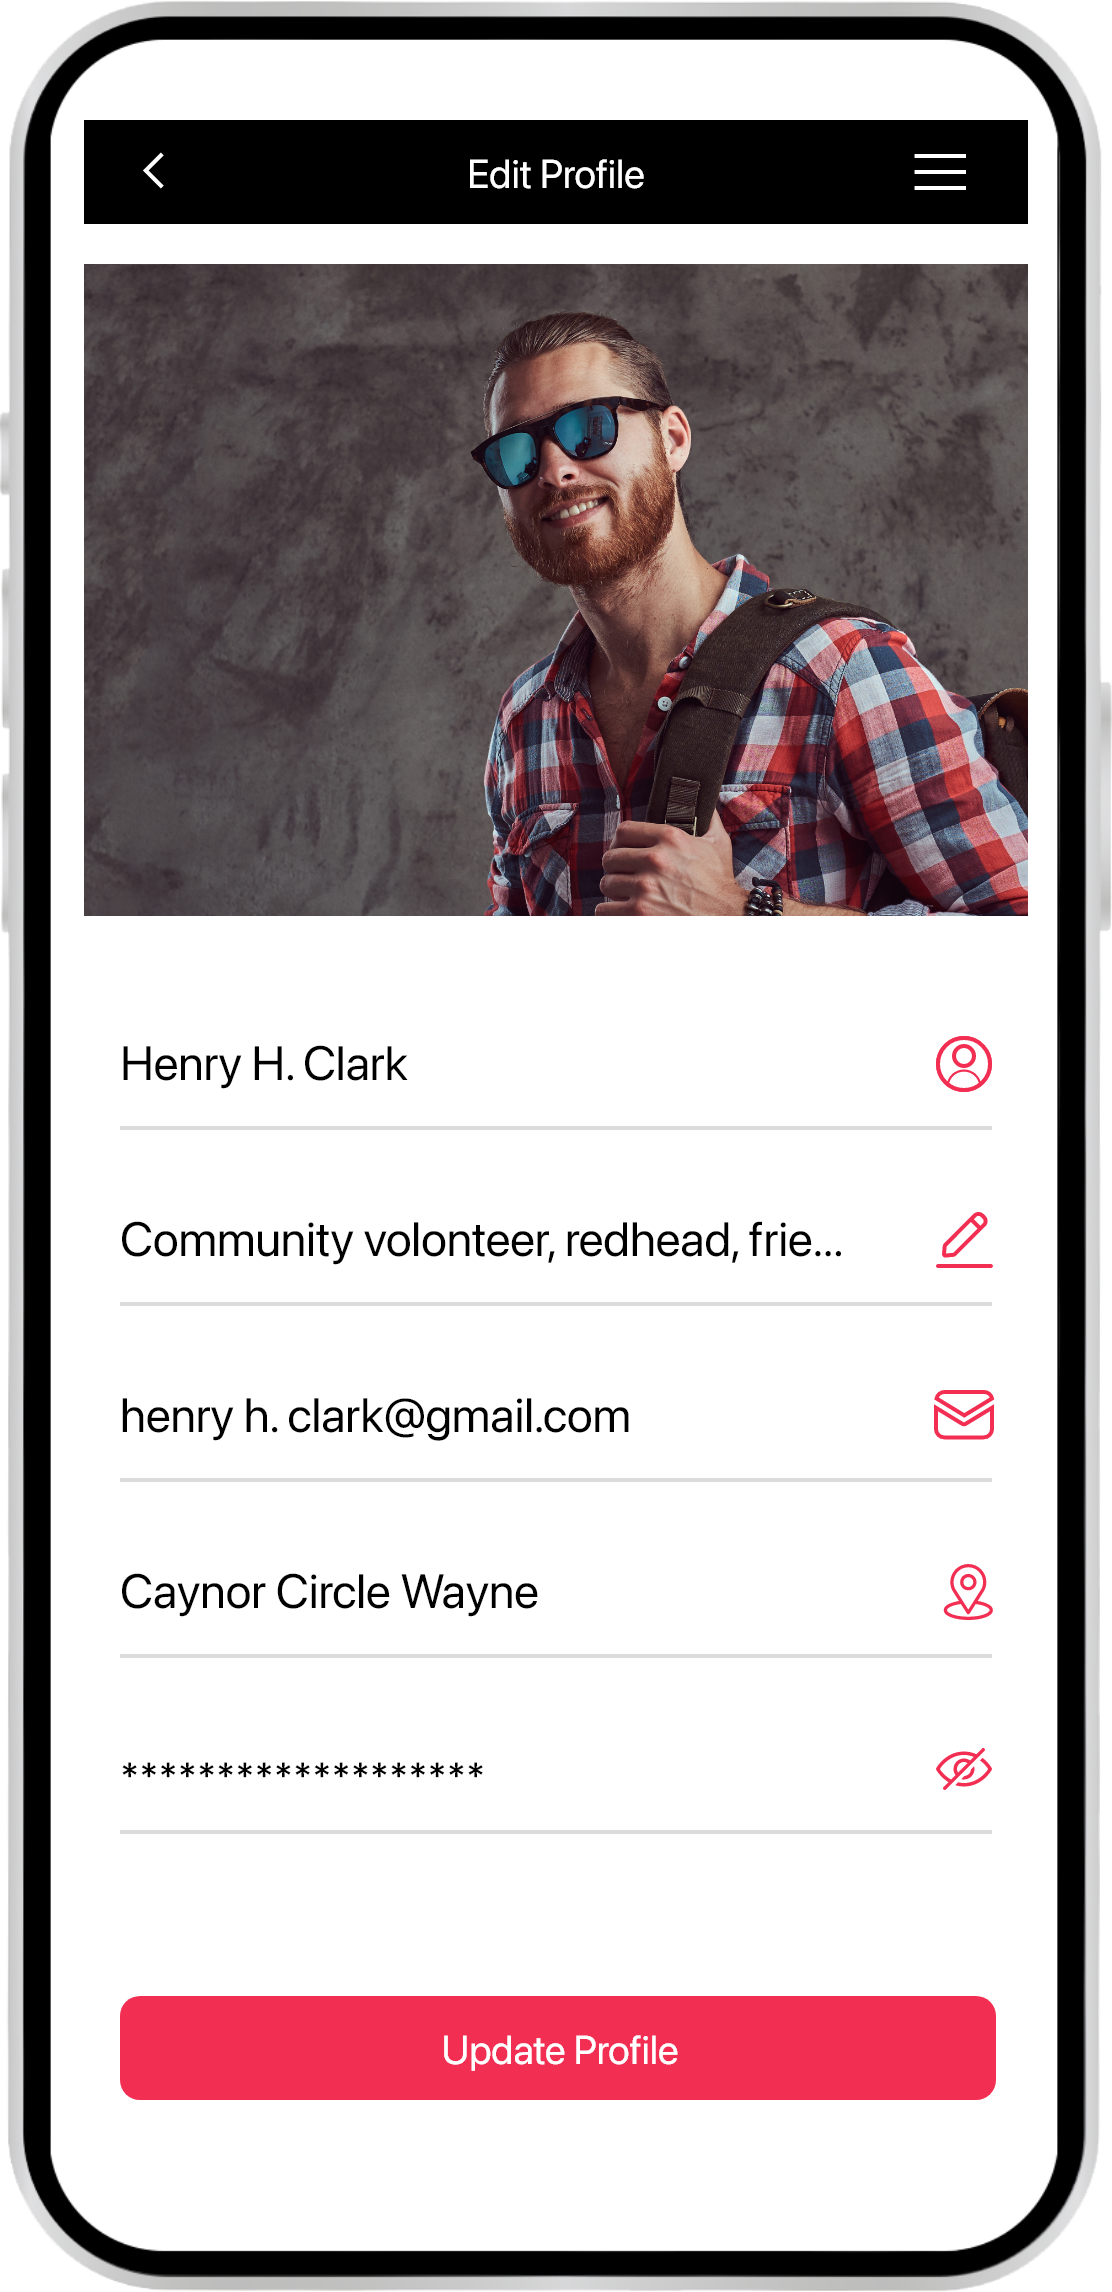 Edit Profile
Henry H. Clark
Community volonteer, redhead, frie...
henry h. clark@gmail.com
Caynor Circle Wayne
*******************
Update Profile